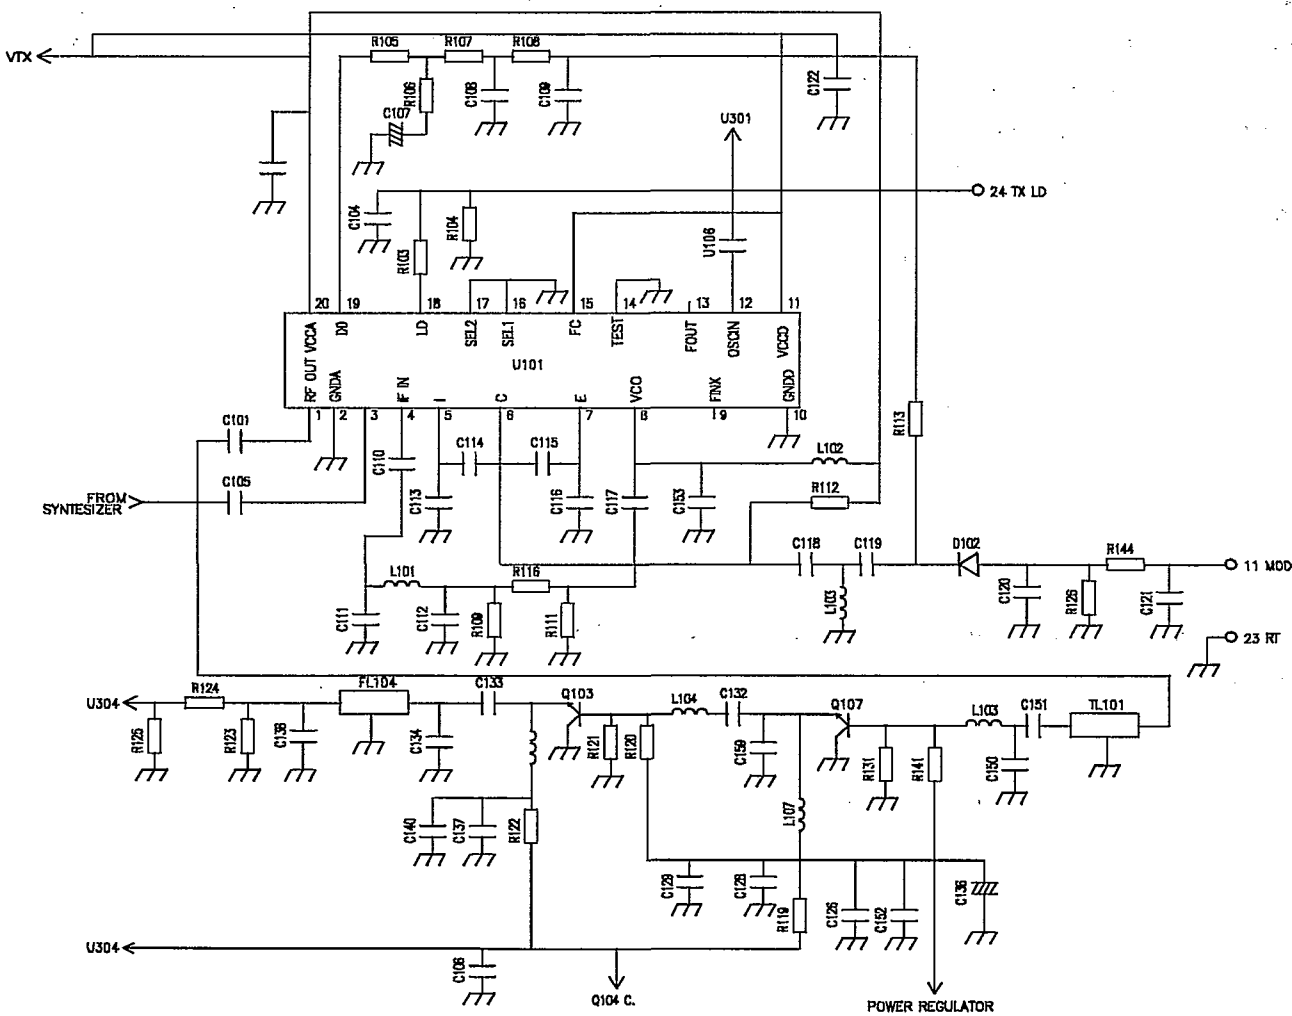 R105
R107
R108
VTX
R106
C107
C108
C109
C122
U301
24 TX LD
C104
R103
R104
U106
20
19
18
17
16
15
14
13
12
11
RF OUT VCCA
D0
LD
SEL2
SEL1
FC
TEST
FOUT
OSCIN
VCCD
U101
GNDA
IF IN
I
C
E
VCO
FINX
GNDD
1
2
3
4
5
6
7
8
9
10
C101
C105
FROM
SYNTESIZER
C110
C114
C115
C113
C116
C117
C153
L102
R112
R113
C118
C119
D102
R144
11 MOD
L101
R116
C111
C112
R109
R111
L103
C120
R126
C121
23 RT
U304
R124
FL104
C133
Q103
L104
C132
Q107
L103
C151
TL101
R125
R123
C138
C134
R121
R120
C159
R131
R141
C150
C140
C137
R122
L107
C129
C128
R119
C126
C152
C136
U304
C106
Q104 C.
POWER REGULATOR